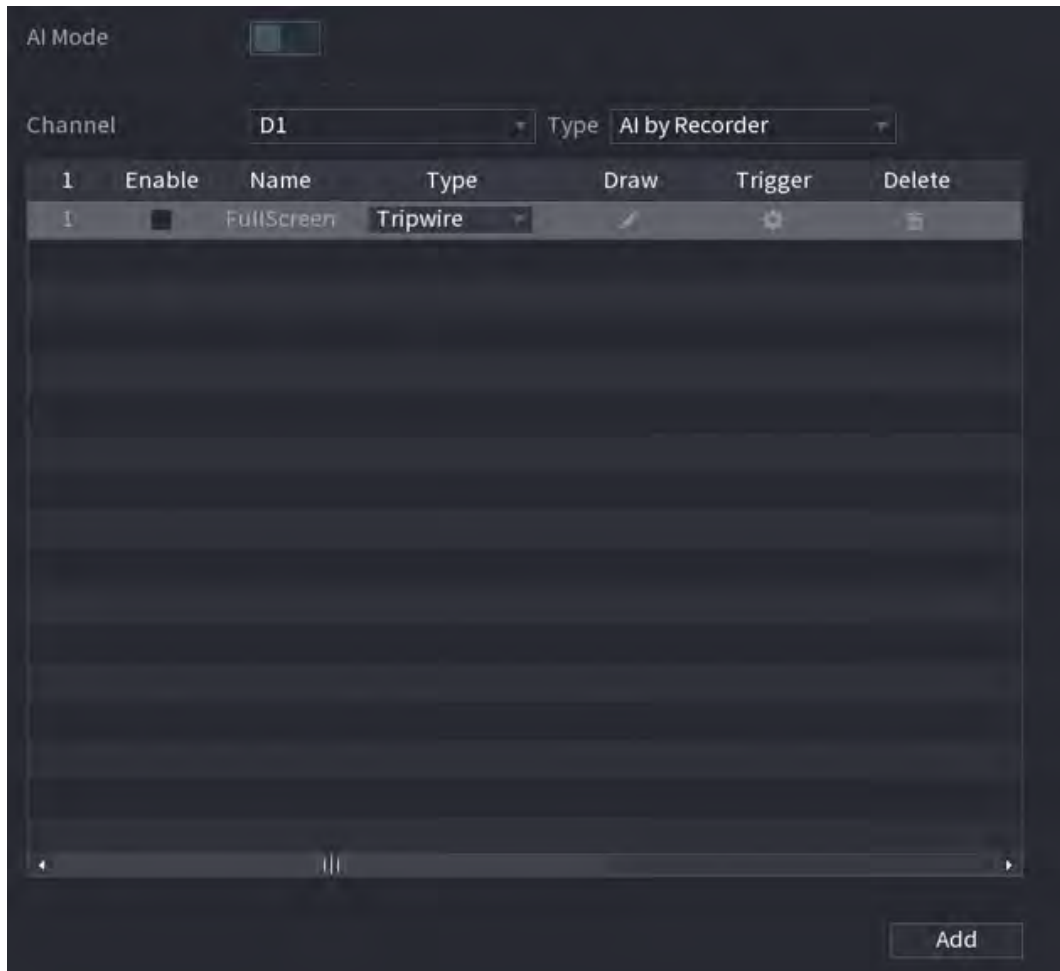 AI Mode
Channel D1 Type AI by Recorder
1 Enable Name Type Draw Trigger Delete
1 FullScreen Tripwire
Add